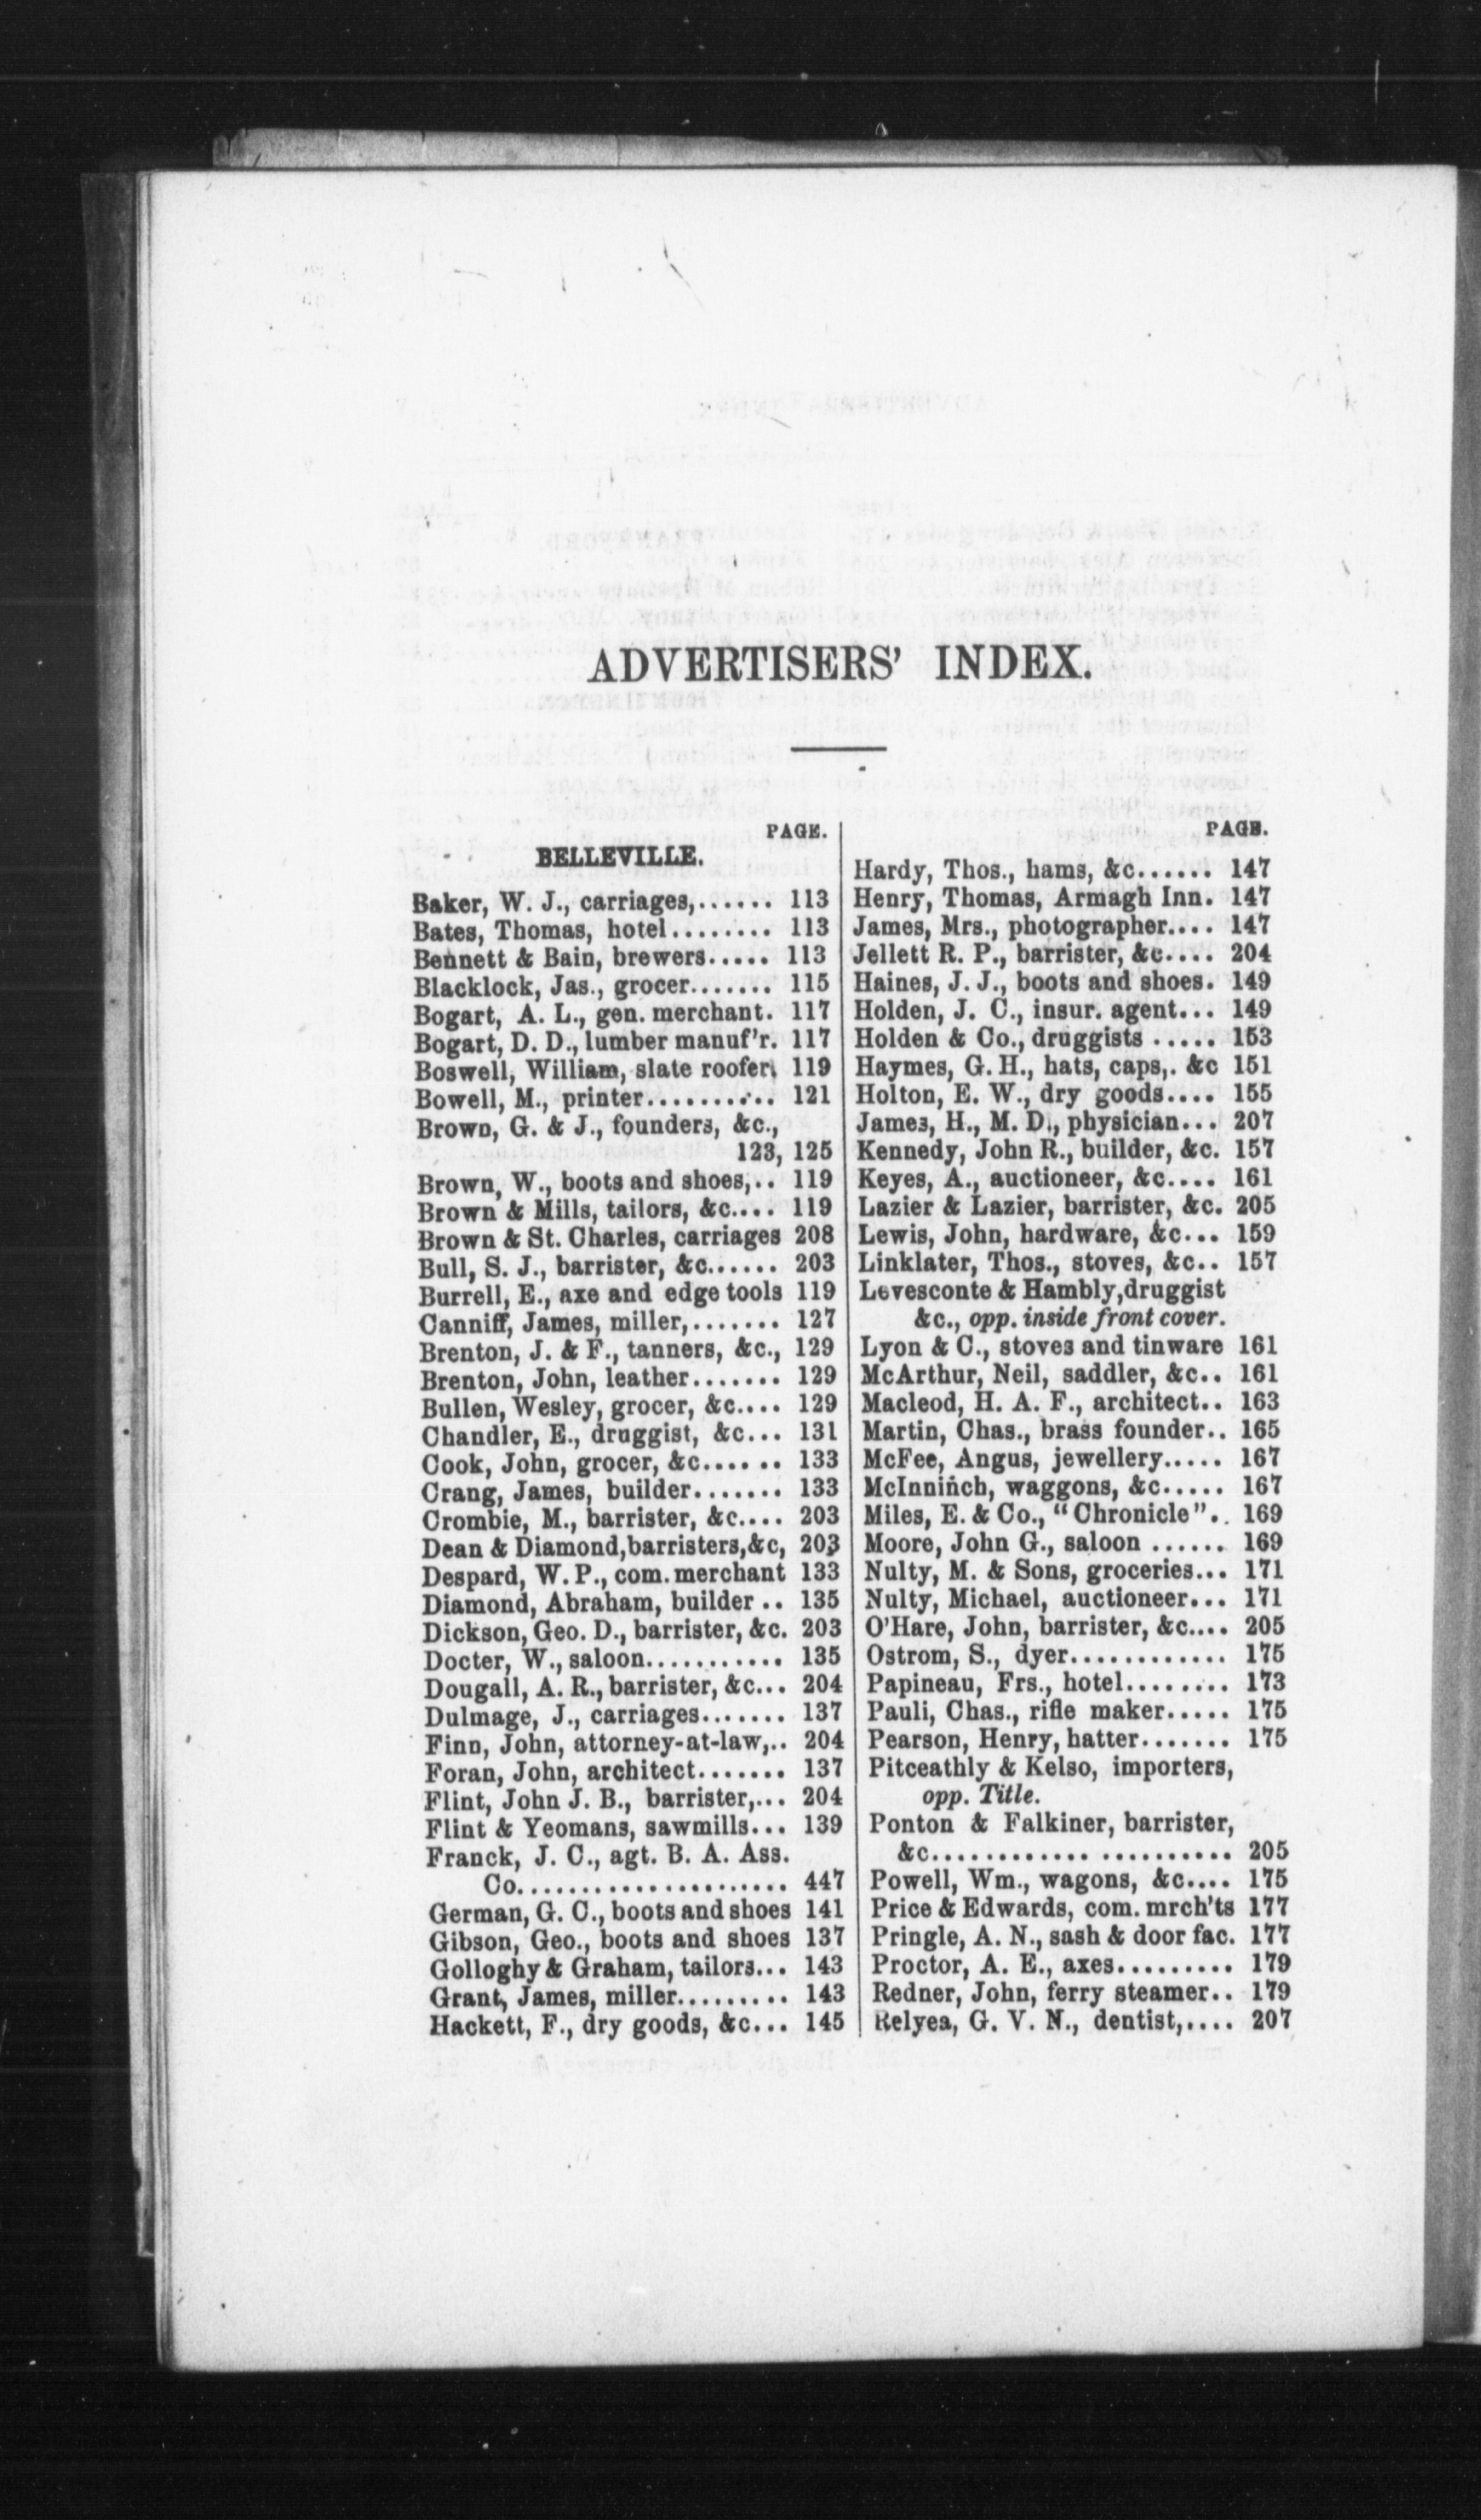 ADVERTISERS' INDEX.
PAGE.
BELLEVILLE.
Baker, W. J., carriages,...... 113
Bates, Thomas, hotel......... 113
Bennett & Bain, brewers..... 113
Blacklock, Jas., grocer....... 115
Bogart, A. L., gen. merchant. 117
Bogart, D. D., lumber manuf'r. 117
Boswell, William, slate roofer. 119
Bowell, M., printer........... 121
Brown, G. & J., founders, &c.,
123, 125
Brown, W., boots and shoes,.. 119
Brown & Mills, tailors, &c.... 119
Brown & St. Charles, carriages 208
Bull, S. J., barrister, &c...... 203
Burrell, E., axe and edge tools 119
Canniff, James, miller,....... 127
Brenton, J. & F., tanners, &c., 129
Brenton, John, leather....... 129
Bullen, Wesley, grocer, &c.... 129
Chandler, E., druggist, &c... 131
Cook, John, grocer, &c...... 133
Crang, James, builder....... 133
Crombie, M., barrister, &c.... 203
Dean & Diamond,barristers,&c, 203
Despard, W. P., com. merchant 133
Diamond, Abraham, builder .. 135
Dickson, Geo. D., barrister, &c. 203
Docter, W., saloon............ 135
Dougall, A. R., barrister, &c... 204
Dulmage, J., carriages....... 137
Finn, John, attorney-at-law,.. 204
Foran, John, architect....... 137
Flint, John J. B., barrister,... 204
Flint & Yeomans, sawmills... 139
Franck, J. C., agt. B. A. Ass.
Co...................... 447
German, G. C., boots and shoes 141
Gibson, Geo., boots and shoes 137
Golloghy & Graham, tailors... 143
Grant, James, miller......... 143
Hackett, F., dry goods, &c... 145
PAGE.
Hardy, Thos., hams, &c...... 147
Henry, Thomas, Armagh Inn. 147
James, Mrs., photographer.... 147
Jellett R. P., barrister, &c.... 204
Haines, J. J., boots and shoes. 149
Holden, J. C., insur. agent... 149
Holden & Co., druggists ..... 153
Haymes, G. H., hats, caps,. &c 151
Holton, E. W., dry goods.... 155
James, H., M. D., physician... 207
Kennedy, John R., builder, &c. 157
Keyes, A., auctioneer, &c.... 161
Lazier & Lazier, barrister, &c. 205
Lewis, John, hardware, &c... 159
Linklater, Thos., stoves, &c.. 157
Levesconte & Hambly,druggist
&c., opp. inside front cover.
Lyon & C., stoves and tinware 161
McArthur, Neil, saddler, &c.. 161
Macleod, H. A. F., architect.. 163
Martin, Chas., brass founder.. 165
McFee, Angus, jewellery..... 167
McInninch, waggons, &c..... 167
Miles, E. & Co., "Chronicle".. 169
Moore, John G., saloon ...... 169
Nulty, M. & Sons, groceries... 171
Nulty, Michael, auctioneer... 171
O'Hare, John, barrister, &c.... 205
Ostrom, S., dyer............. 175
Papineau, Frs., hotel......... 173
Pauli, Chas., rifle maker..... 175
Pearson, Henry, hatter....... 175
Pitceathly & Kelso, importers,
opp. Title.
Ponton & Falkiner, barrister,
&c............. .......... 205
Powell, Wm., wagons, &c.... 175
Price & Edwards, com. mrch'ts 177
Pringle, A. N., sash & door fac. 177
Proctor, A. E., axes......... 179
Redner, John, ferry steamer.. 179
Relyea, G. V. N., dentist,.... 207